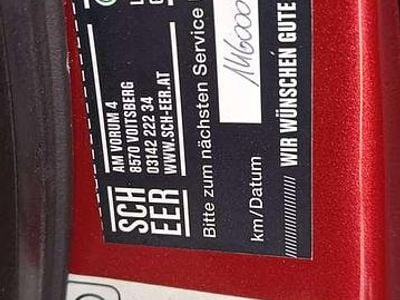 SCH
EER
AM VORUM 4
8570 VOITSBERG
03142 222 34
WWW.SCH-EER.AT
Bitte zum nächsten Service
146000
km/Datum
WIR WÜNSCHEN GUTE